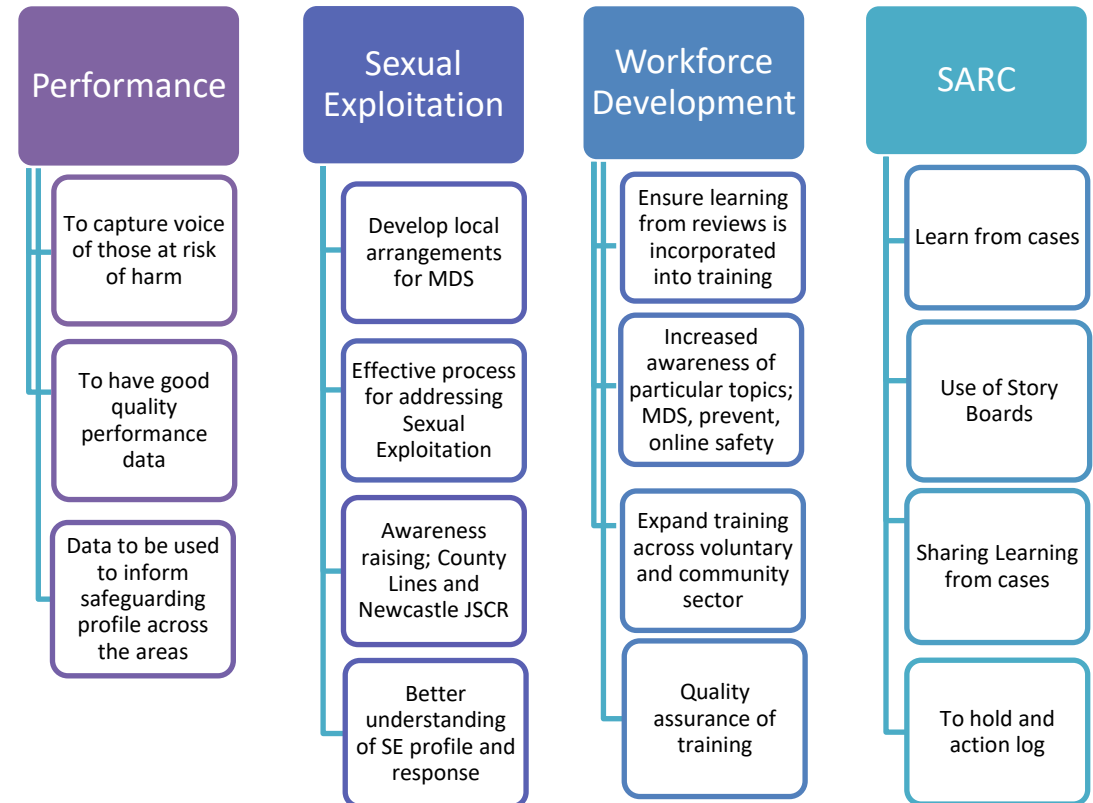 Performance
To capture voice
of those at risk
of harm
To have good
quality
performance
data
Data to be used
to inform
safeguarding
profile across
the areas
Sexual
Exploitation
Develop local
arrangements
for MDS
Effective process
for addressing
Sexual
Exploitation
Awareness
raising; County
Lines and
Newcastle JSCR
Better
understanding
of SE profile and
response
Workforce
Development
Ensure learning
from reviews is
incorporated
into training
Increased
awareness of
particular topics;
MDS, prevent,
online safety
Expand training
across voluntary
and community
sector
Quality
assurance of
training
SARC
Learn from cases
Use of Story
Boards
Sharing Learning
from cases
To hold and
action log